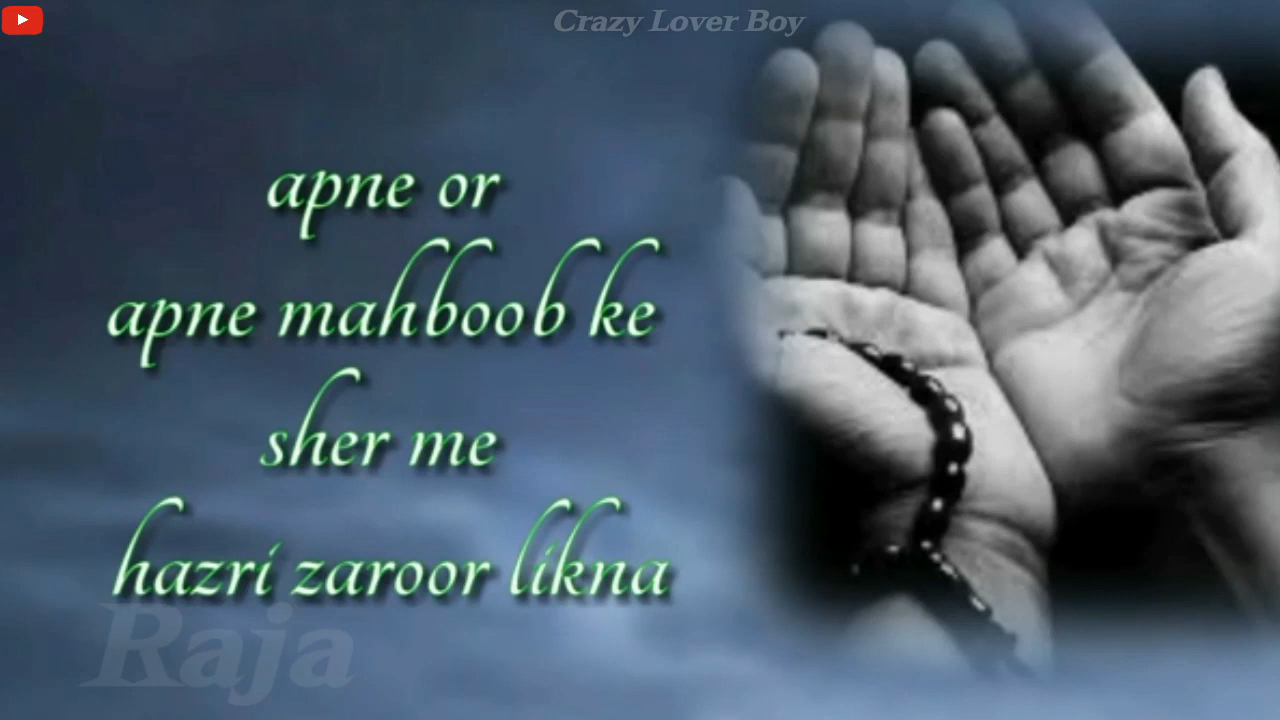 Crazy Lover Boy
apne or
apne mahboob ke
sher me
hazri zaroor likna
Raja